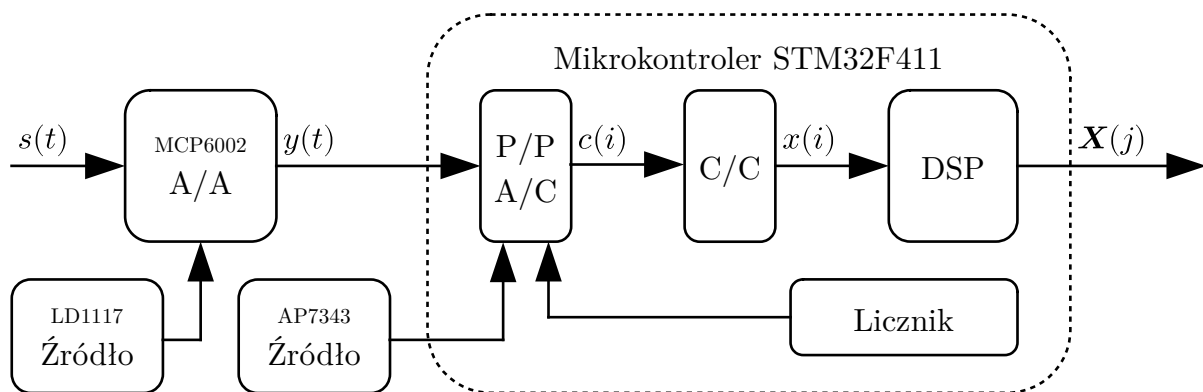 Mikrokontroler STM32F411
s(t)
MCP6002
A/A
y(t)
P/P
A/C
c(i)
C/C
x(i)
DSP
X(j)
LD1117
Źródło
AP7343
Źródło
Licznik